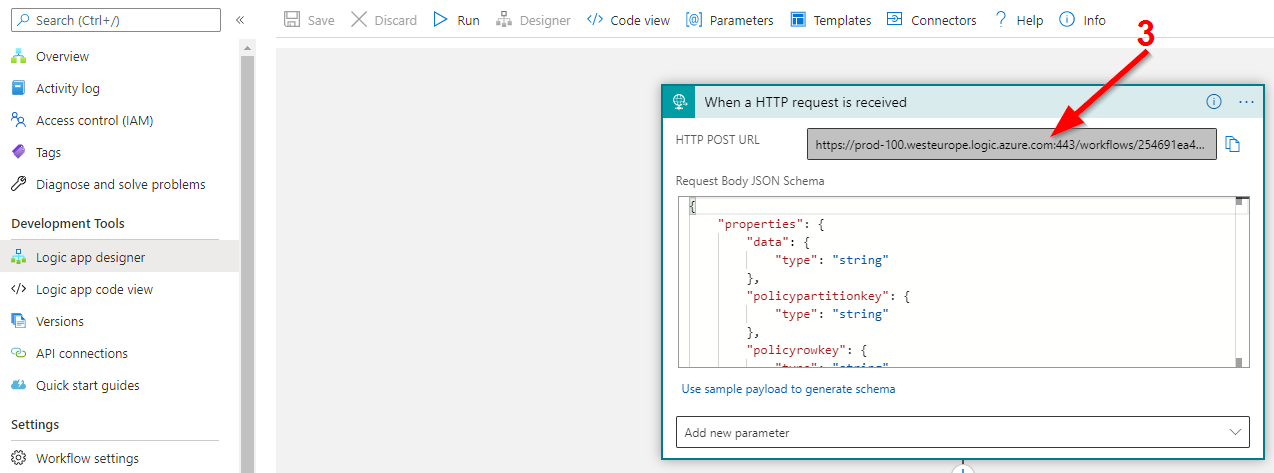 Search (Ctrl+/)
«
Overview
Activity log
Access control (IAM)
Tags
Diagnose and solve problems
Development Tools
Logic app designer
</> Logic app code view
Versions
API connections
Quick start guides
Settings
Workflow settings
Save Discard Run Designer </> Code view [@] Parameters Templates Connectors ? Help Info
3
When a HTTP request is received
HTTP POST URL https://prod-100.westeurope.logic.azure.com:443/workflows/254691ea4...
Request Body JSON Schema
{
"properties": {
"data": {
"type": "string"
},
"policypartitionkey": {
"type": "string"
},
"policyrowkey": {
"type": "string"
Use sample payload to generate schema
Add new parameter